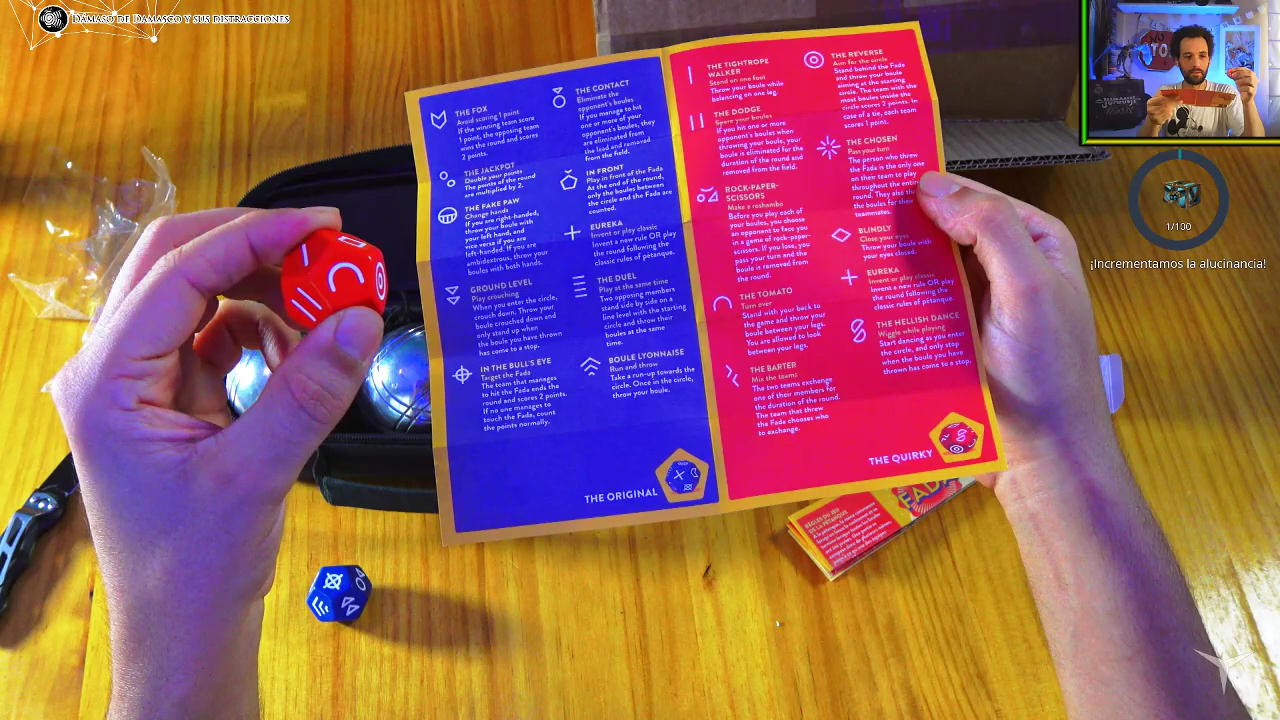 DÁMASO DE DAMASCO Y SUS DISTRACCIONES
THE FOX
Avoid scoring 1 point
If the winning team score
1 point, the opposing team
wins the round and scores
2 points.
THE JACKPOT
Double your points
The points of the round
are multiplied by 2.
THE FAKE PAW
Change hands
If you are right-handed,
throw your boule with
your left hand, and
vice versa if you are
left-handed. If you are
ambidextrous, throw your
boules with both hands.
GROUND LEVEL
Play crouching
When you enter the circle,
crouch down. Throw your
boule crouched down and
only stand up when
the boule you have thrown
has come to a stop.
IN THE BULL'S EYE
Target the Fada
The team that manages
to hit the Fada ends the
round and scores 2 points.
If no one manages to
touch the Fada, count
the points normally.
THE CONTACT
Eliminate the
opponent's boules
If you manage to hit
one or more of your
opponent's boules, they
are eliminated from
the lead and removed
from the field.
IN FRONT
Play in front of the Fada
At the end of the round,
only the boules between
the circle and the Fada are
counted.
EUREKA
Invent or play classic
Invent a new rule OR play
the round following the
classic rules of pétanque.
THE DUEL
Play at the same time
Two opposing members
stand side by side on a
line level with the starting
circle and throw their
boules at the same
time.
BOULE LYONNAISE
Run and throw
Take a run-up towards the
circle. Once in the circle,
throw your boule.
THE ORIGINAL
THE TIGHTROPE
WALKER
Stand on one foot
Throw your boule while
balancing on one leg.
THE DODGE
Spare your boules
If you hit one or more
opponent's boules when
throwing your boule, your
boule is eliminated for the
duration of the round and
removed from the field.
ROCK-PAPER-
SCISSORS
Make a roshambo
Before you play each of
your boules, you choose
an opponent to face you
in a game of rock-paper-
scissors. If you lose, you
pass your turn and the
boule is removed from
the round.
THE TOMATO
Turn over
Stand with your back to
the game and throw your
boule between your legs.
You are allowed to look
between your legs.
THE BARTER
Mix the teams
The two teams exchange
one of their members for
the duration of the round.
The team that threw
the Fada chooses who
to exchange.
THE REVERSE
Aim for the circle
Stand behind the Fada
and throw your boule
aiming at the starting
circle. The team with the
most boules inside the
circle scores 2 points. In
case of a tie, each team
scores 1 point.
THE CHOSEN
Pass your turn
The person who threw
the Fada is the only one
on their team to play
throughout the entire
round. They also
the boules for their
teammates.
BLINDLY
Close your eyes
Throw your boule with
your eyes closed.
EUREKA
Invent or play classic
Invent a new rule OR play
the round following the
classic rules of pétanque.
THE HELLISH DANCE
Wiggle while playing
Start dancing as you enter
the circle, and only stop
when the boule you have
thrown has come to a stop.
THE QUIRKY
RÈGLES DU JEU
DE LA PÉTANQUE
FADA
1/100
¡Incrementamos la alucinancia!